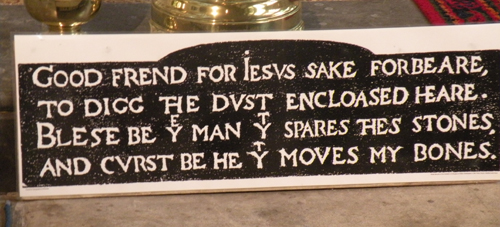 GOOD FREND FOR IESVS SAKE FORBEARE,
TO DIGG THE DVST ENCLOASED HEARE.
BLESE BE Yᴱ MAN Yᵀ SPARES THES STONES
AND CVRST BE HE Yᵀ MOVES MY BONES.